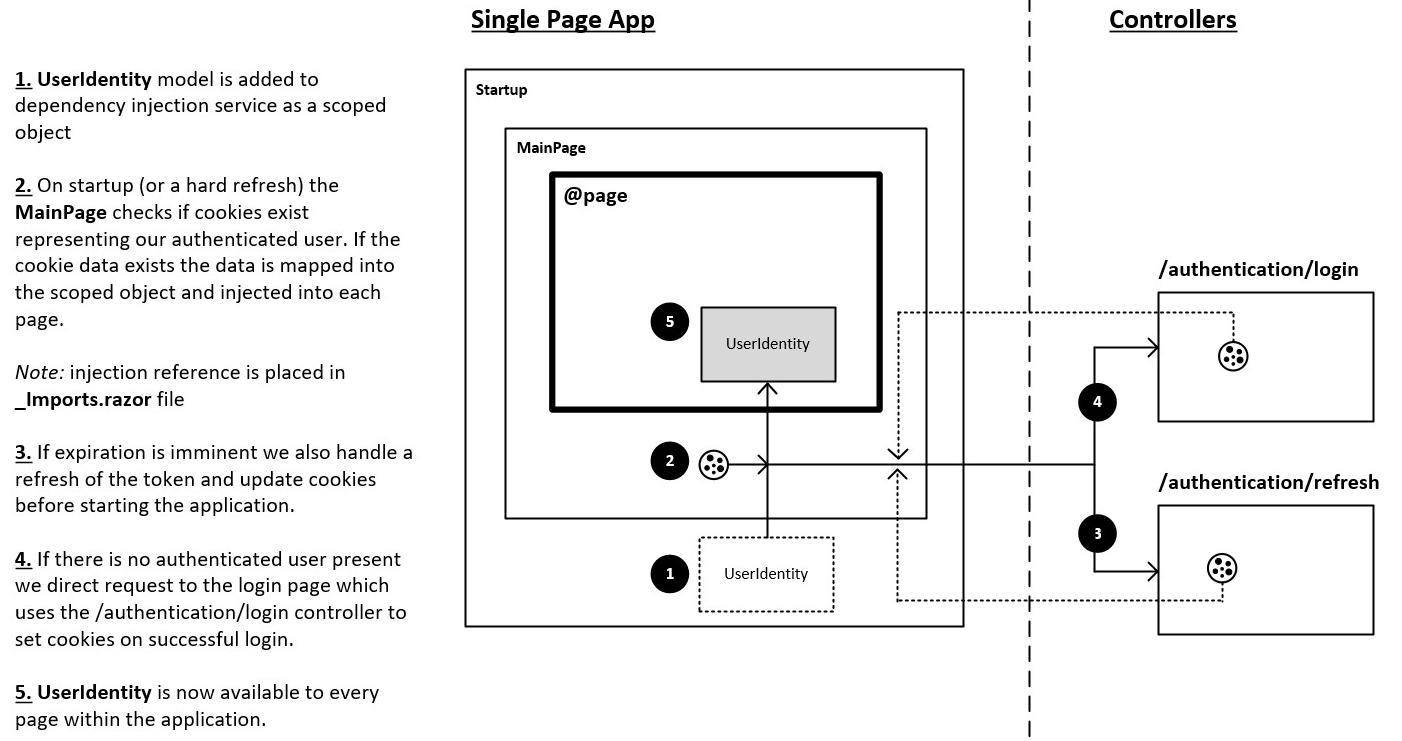 Single Page App
Controllers
1. UserIdentity model is added to
dependency injection service as a scoped
object
2. On startup (or a hard refresh) the
MainPage checks if cookies exist
representing our authenticated user. If the
cookie data exists the data is mapped into
the scoped object and injected into each
page.
Note: injection reference is placed in
_Imports.razor file
3. If expiration is imminent we also handle a
refresh of the token and update cookies
before starting the application.
4. If there is no authenticated user present
we direct request to the login page which
uses the /authentication/login controller to
set cookies on successful login.
5. UserIdentity is now available to every
page within the application.
Startup
MainPage
@page
5
UserIdentity
2
1
UserIdentity
/authentication/login
4
/authentication/refresh
3